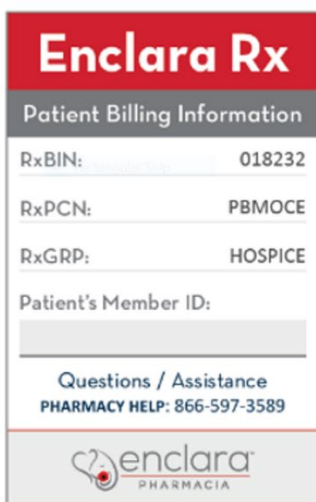 Enclara Rx
Patient Billing Information
RxBIN: 018232
RxPCN: PBMOCE
RxGRP: HOSPICE
Patient's Member ID:
Questions / Assistance
PHARMACY HELP: 866-597-3589
enclara
PHARMACIA